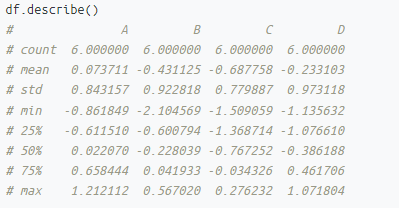 df.describe()
#              A         B         C         D
# count  6.000000  6.000000  6.000000  6.000000
# mean   0.073711 -0.431125 -0.687758 -0.233103
# std    0.843157  0.922818  0.779887  0.973118
# min   -0.861849 -2.104569 -1.509059 -1.135632
# 25%   -0.611510 -0.600794 -1.368714 -1.076610
# 50%    0.022070 -0.228039 -0.767252 -0.386188
# 75%    0.658444  0.041933 -0.034326  0.461706
# max    1.212112  0.567020  0.276232  1.071804